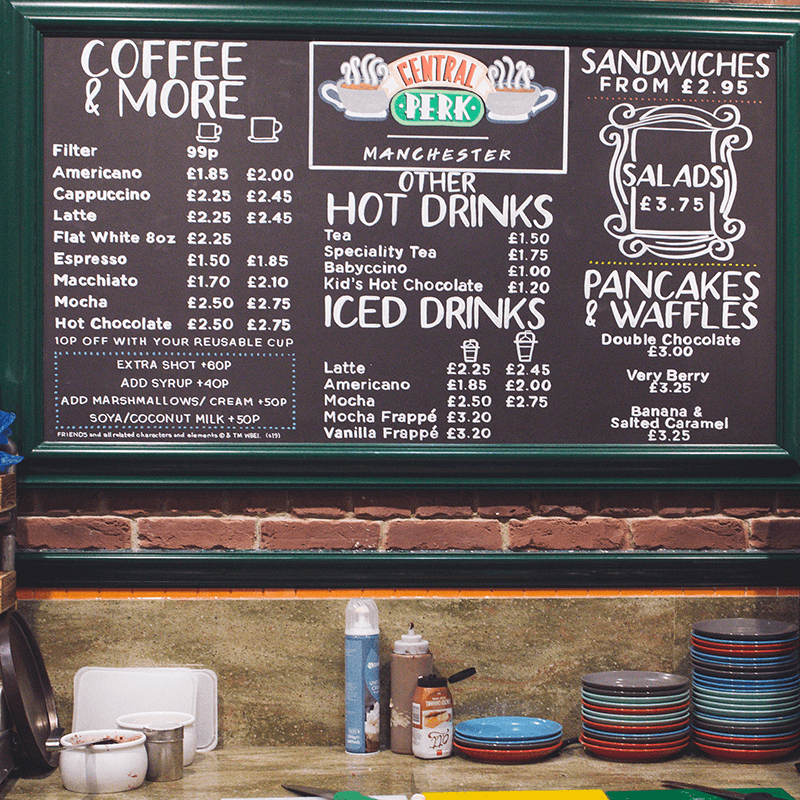 COFFEE
& MORE
Filter 99p
Americano £1.85 £2.00
Cappuccino £2.25 £2.45
Latte £2.25 £2.45
Flat White 8oz £2.25
Espresso £1.50 £1.85
Macchiato £1.70 £2.10
Mocha £2.50 £2.75
Hot Chocolate £2.50 £2.75
10P OFF WITH YOUR REUSABLE CUP
EXTRA SHOT +60P
ADD SYRUP +40P
ADD MARSHMALLOWS/ CREAM +50P
SOYA/COCONUT MILK +50P
FRIENDS and all related characters and elements © & TM WBEI. (s19)
CENTRAL
PERK
MANCHESTER
OTHER
HOT DRINKS
Tea £1.50
Speciality Tea £1.75
Babyccino £1.00
Kid's Hot Chocolate £1.20
ICED DRINKS
Latte £2.25 £2.45
Americano £1.85 £2.00
Mocha £2.50 £2.75
Mocha Frappé £3.20
Vanilla Frappé £3.20
SANDWICHES
FROM £2.95
SALADS
£3.75
PANCAKES
& WAFFLES
Double Chocolate
£3.00
Very Berry
£3.25
Banana &
Salted Caramel
£3.25